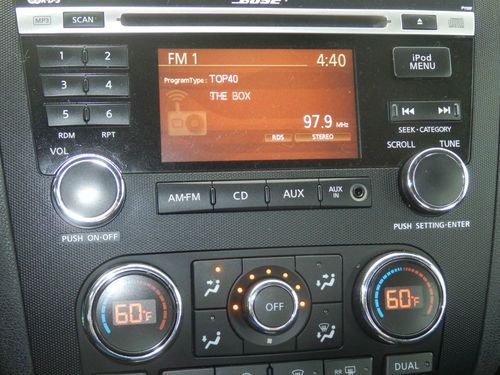 BOSE
MP3 SCAN
FM 1 4:40
iPod MENU
1 2
ProgramType : TOP40
3 4
THE BOX
5 6
97.9 MHz
SEEK - CATEGORY
RDM RPT
RDS STEREO
VOL
SCROLL TUNE
AM•FM CD AUX AUX IN
PUSH ON•OFF
PUSH SETTING•ENTER
60°F
OFF
60°F
RR
DUAL